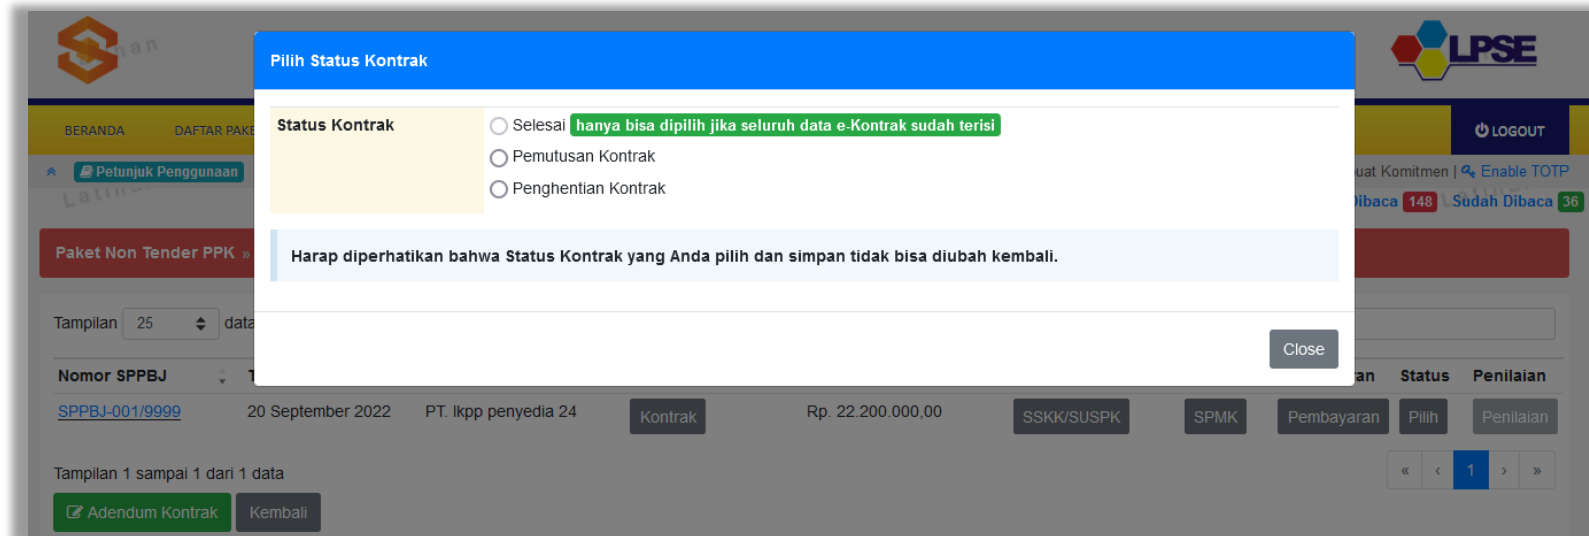 LPSE
Pilih Status Kontrak
BERANDA
DAFTAR PAKE
LOGOUT
Status Kontrak
Selesai hanya bisa dipilih jika seluruh data e-Kontrak sudah terisi
Pemutusan Kontrak
Penghentian Kontrak
Petunjuk Penggunaan
uat Komitmen | Enable TOTP
Dibaca 148 Sudah Dibaca 36
Paket Non Tender PPK »
Harap diperhatikan bahwa Status Kontrak yang Anda pilih dan simpan tidak bisa diubah kembali.
Tampilan 25 data
Close
Nomor SPPBJ T an Status Penilaian
SPPBJ-001/9999 20 September 2022 PT. lkpp penyedia 24 Kontrak Rp. 22.200.000,00 SSKK/SUSPK SPMK Pembayaran Pilih Penilaian
Tampilan 1 sampai 1 dari 1 data
« ‹ 1 › »
Adendum Kontrak Kembali